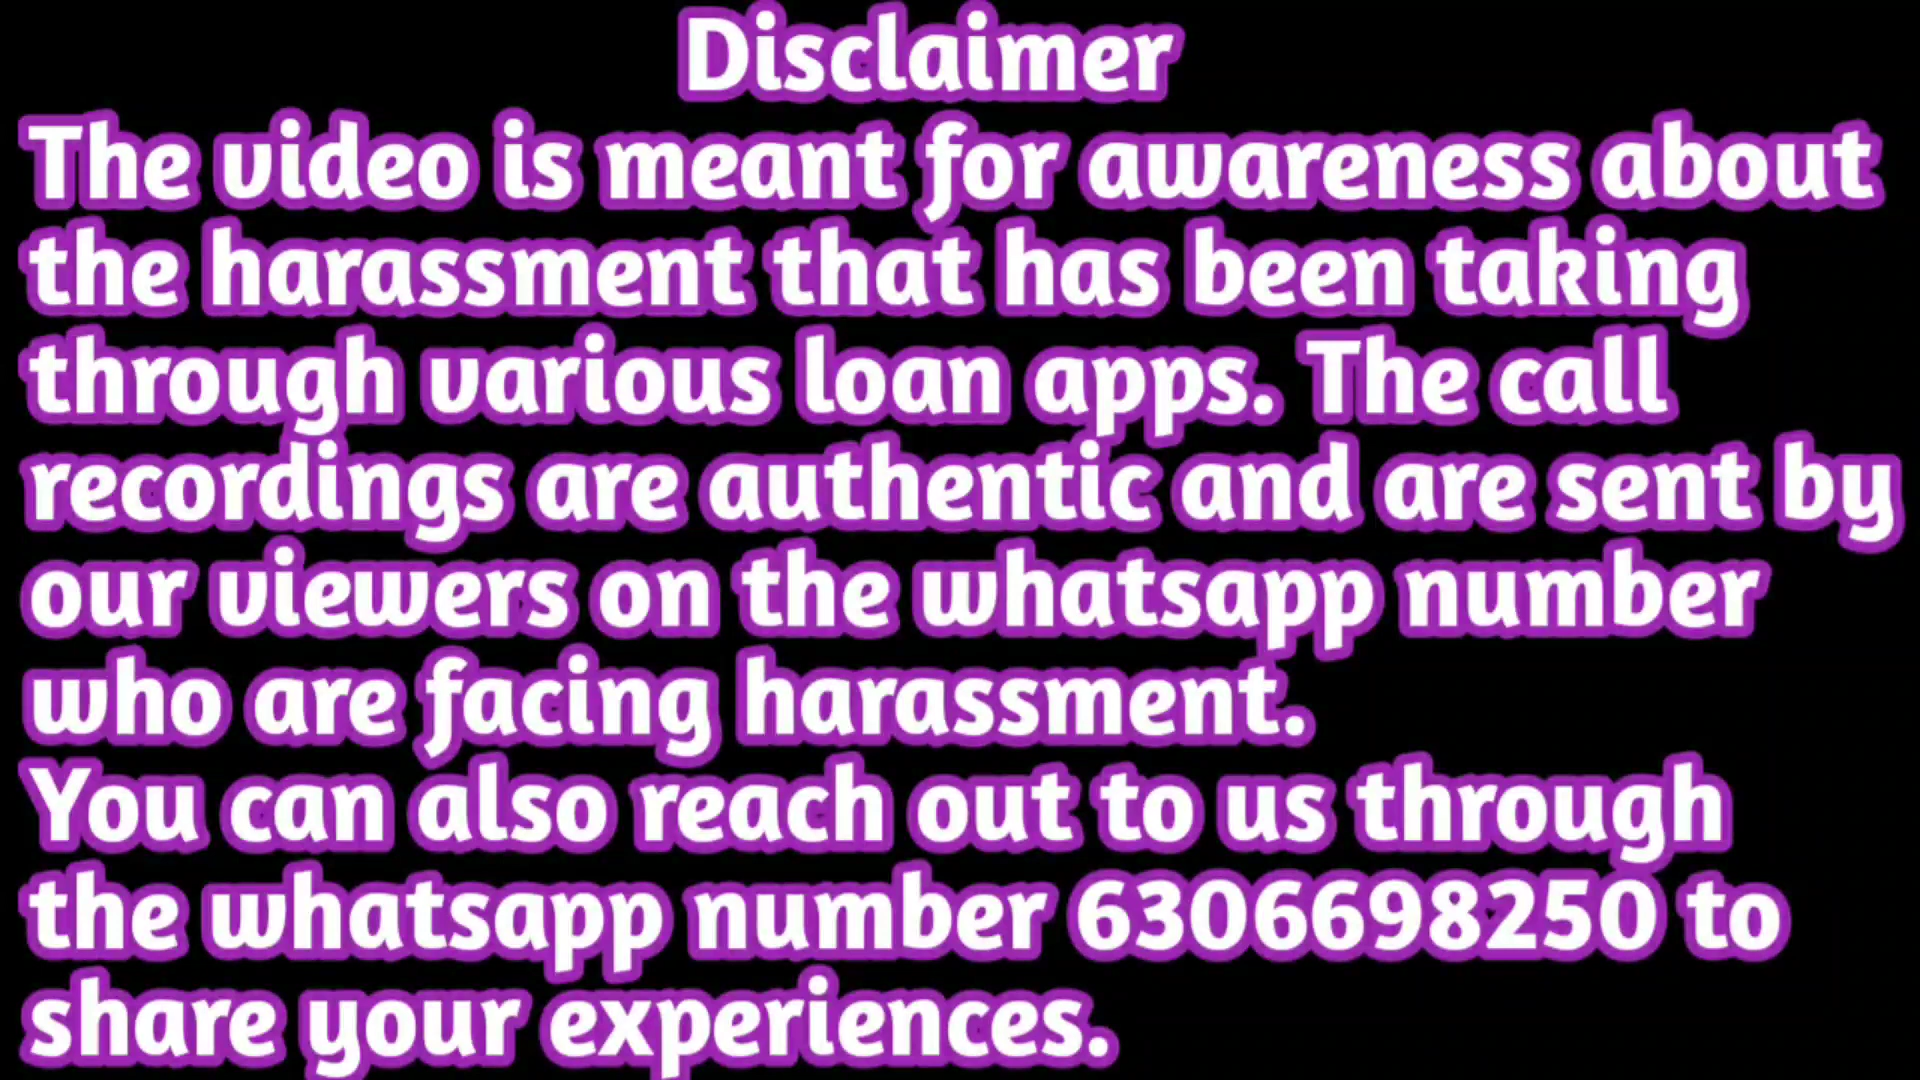 Disclaimer
The video is meant for awareness about
the harassment that has been taking
through various loan apps. The call
recordings are authentic and are sent by
our viewers on the whatsapp number
who are facing harassment.
You can also reach out to us through
the whatsapp number 6306698250 to
share your experiences.